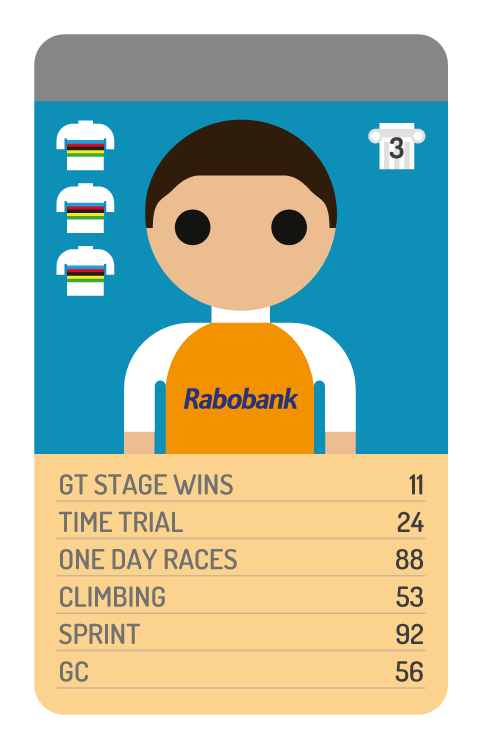 3
Rabobank
GT STAGE WINS 11
TIME TRIAL 24
ONE DAY RACES 88
CLIMBING 53
SPRINT 92
GC 56